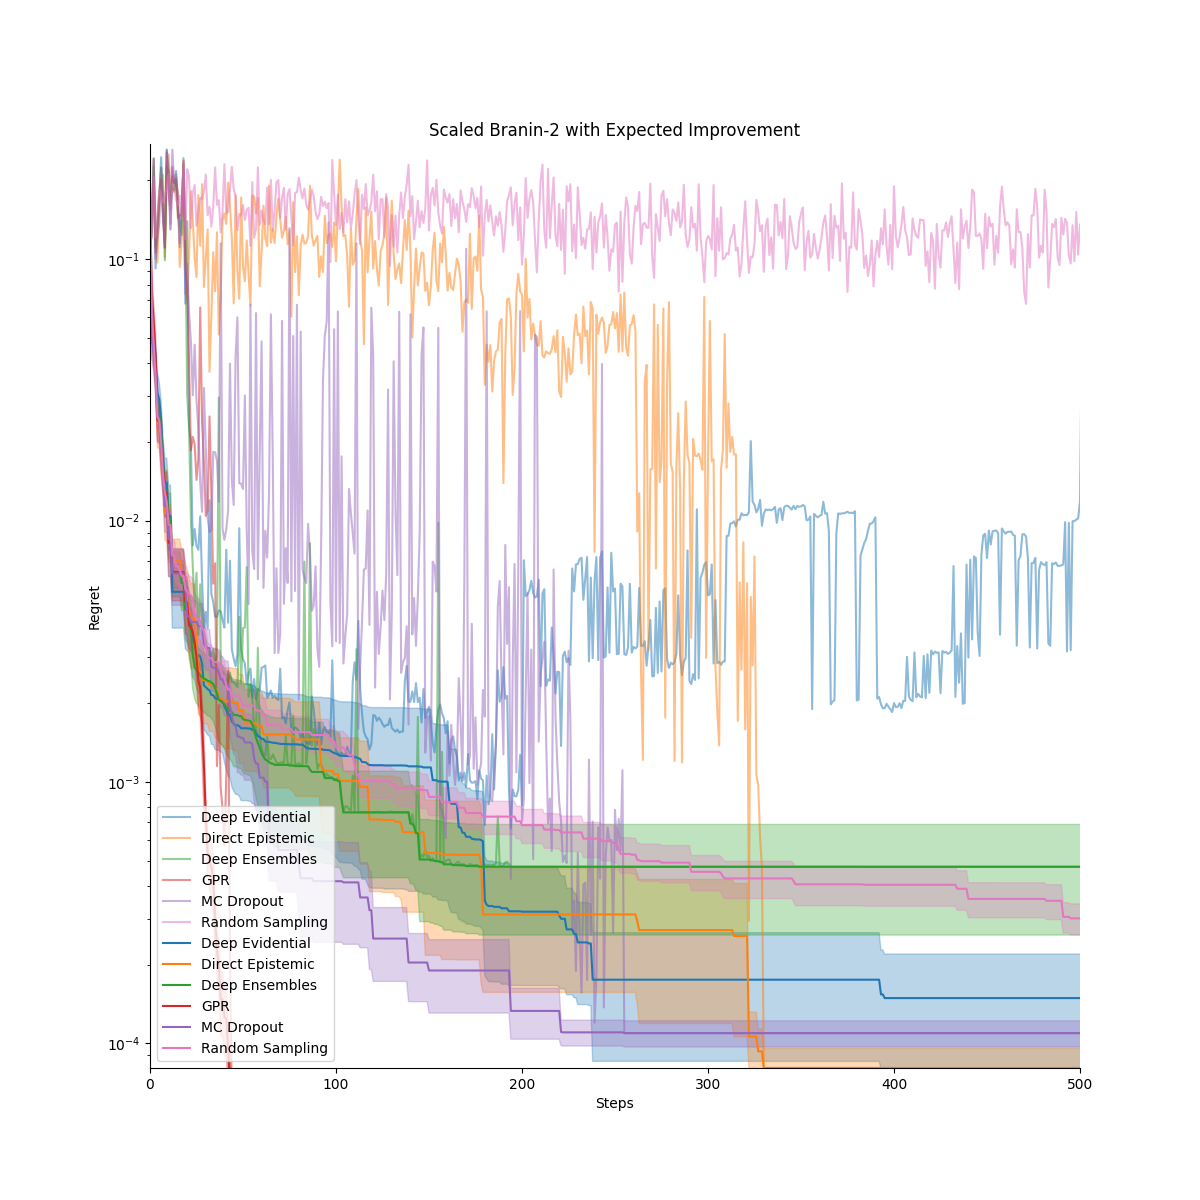 Scaled Branin-2 with Expected Improvement
Regret
10⁻¹
10⁻²
10⁻³
10⁻⁴
Deep Evidential
Direct Epistemic
Deep Ensembles
GPR
MC Dropout
Random Sampling
Deep Evidential
Direct Epistemic
Deep Ensembles
GPR
MC Dropout
Random Sampling
0 100 200 300 400 500
Steps